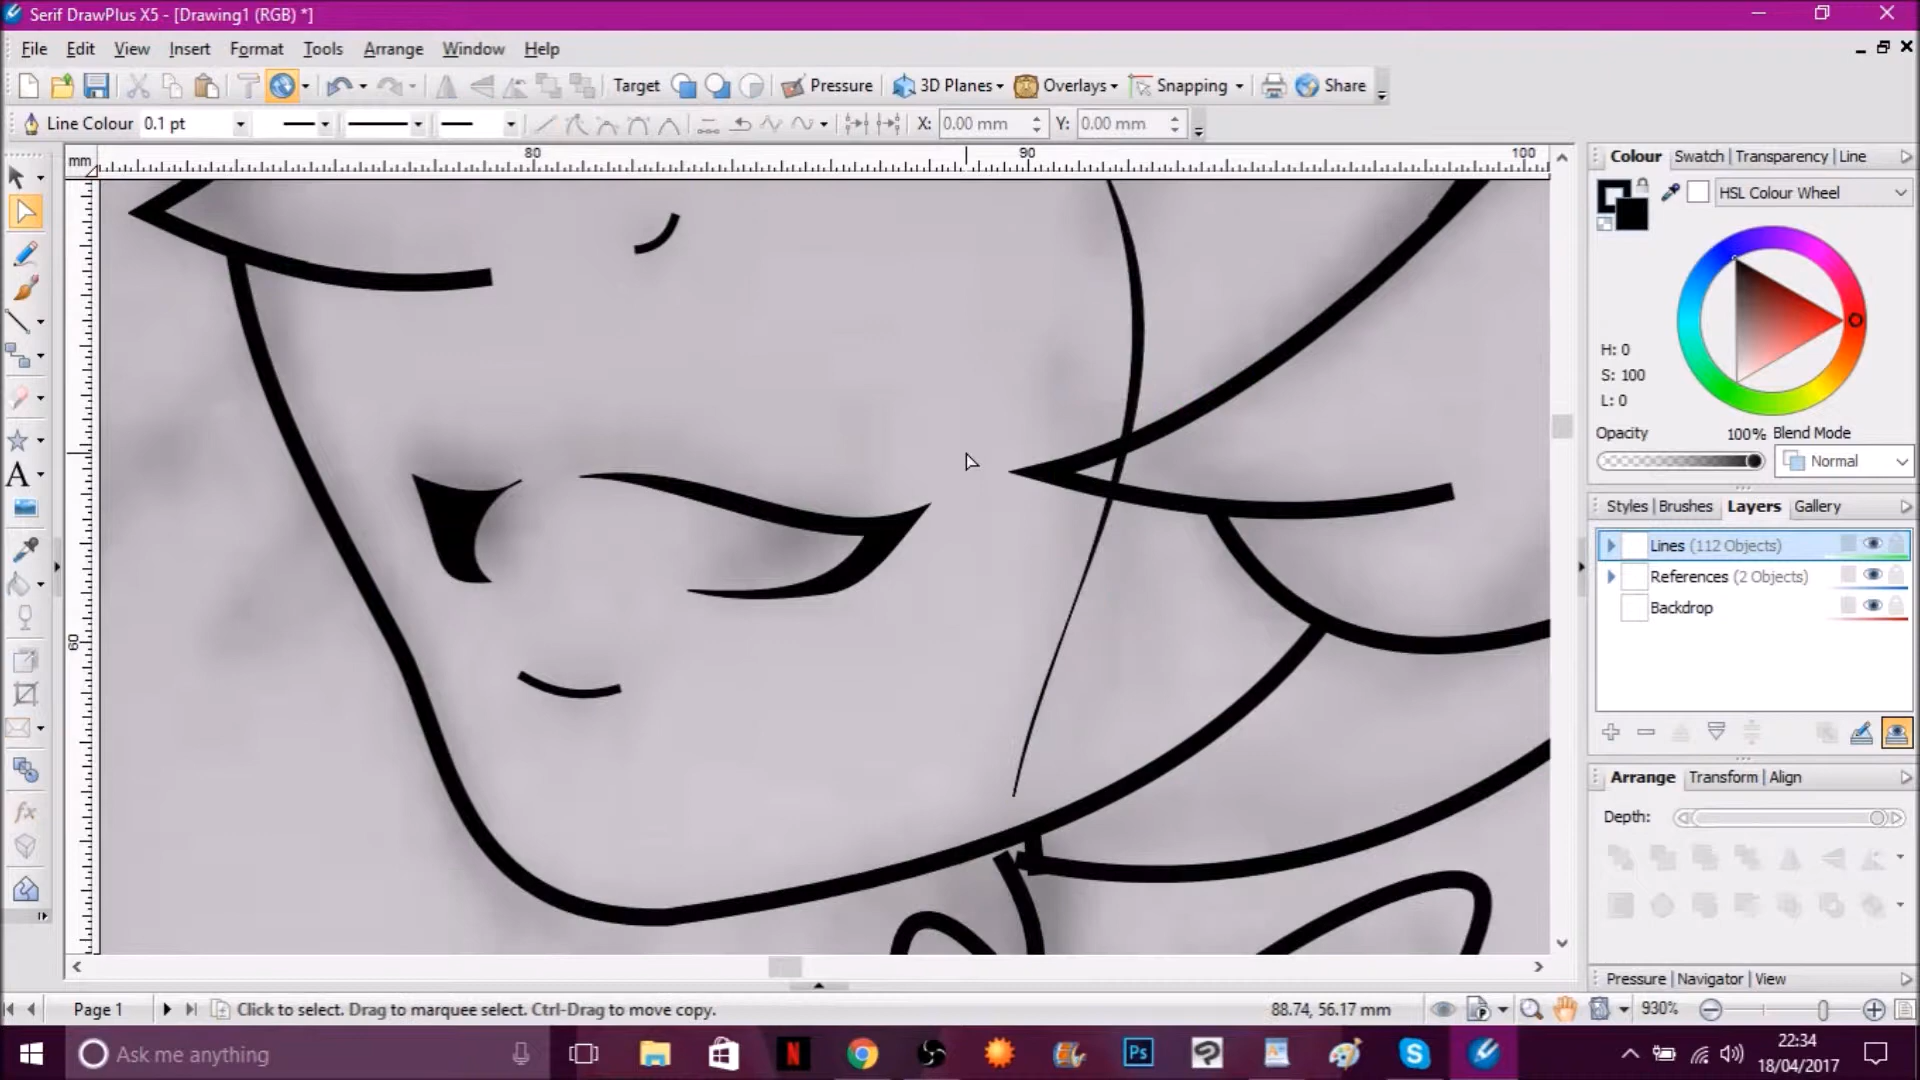 Serif DrawPlus X5 - [Drawing1 (RGB) *]
File Edit View Insert Format Tools Arrange Window Help
Target Pressure 3D Planes Overlays Snapping Share
Line Colour 0.1 pt X: 0.00 mm Y: 0.00 mm
mm 80 90 100
60
Colour Swatch | Transparency | Line
HSL Colour Wheel
H: 0
S: 100
L: 0
Opacity 100% Blend Mode
Normal
Styles | Brushes Layers Gallery
Lines (112 Objects)
References (2 Objects)
Backdrop
Arrange Transform | Align
Depth:
Pressure | Navigator | View
Page 1 Click to select. Drag to marquee select. Ctrl-Drag to move copy. 88.74, 56.17 mm 930%
Ask me anything
N
Ps
22:34
18/04/2017